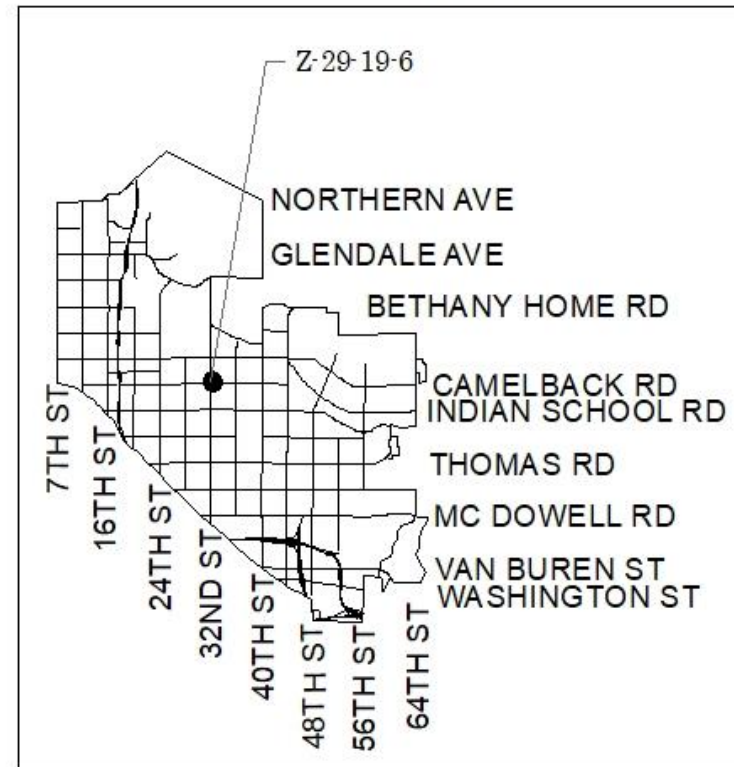 Z-29-19-6
NORTHERN AVE
GLENDALE AVE
BETHANY HOME RD
CAMELBACK RD
INDIAN SCHOOL RD
THOMAS RD
MC DOWELL RD
VAN BUREN ST
WASHINGTON ST
7TH ST
16TH ST
24TH ST
32ND ST
40TH ST
48TH ST
56TH ST
64TH ST